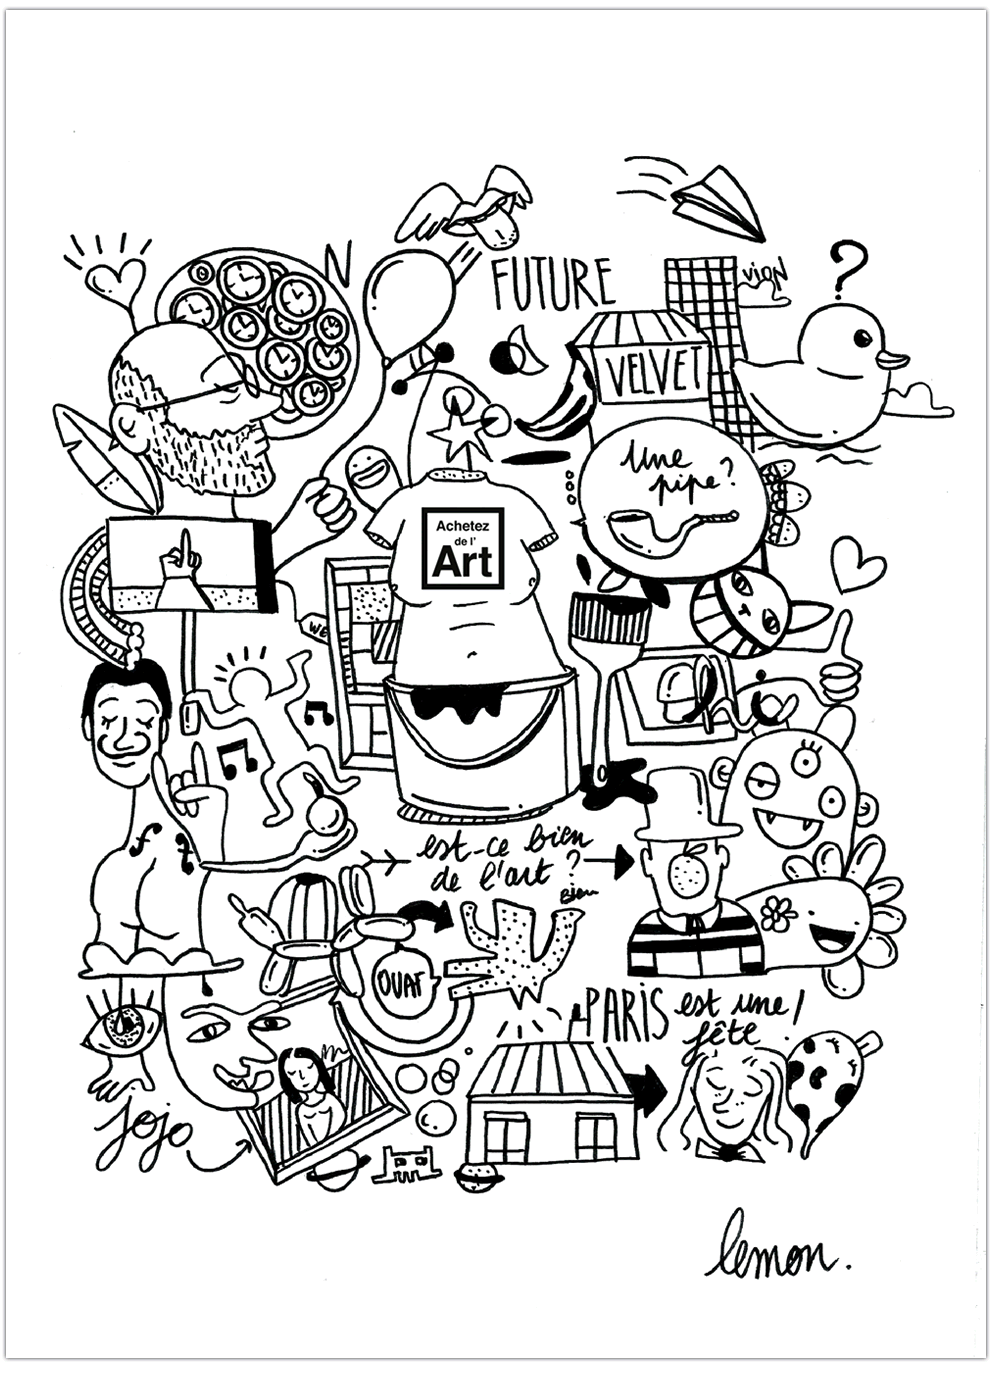 N
FUTURE
viON
VELVET
?
Une
pipe?
Achetez
de l'
Art
WE
est-ce bien
de l'art ?
Bien
f f
OUAF
PARIS est une !
fête
Jojo
lemon.